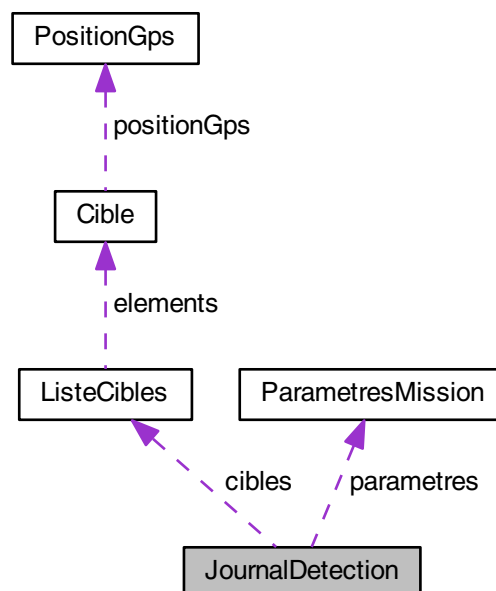 PositionGps
positionGps
Cible
elements
ListeCibles
ParametresMission
cibles
parametres
JournalDetection